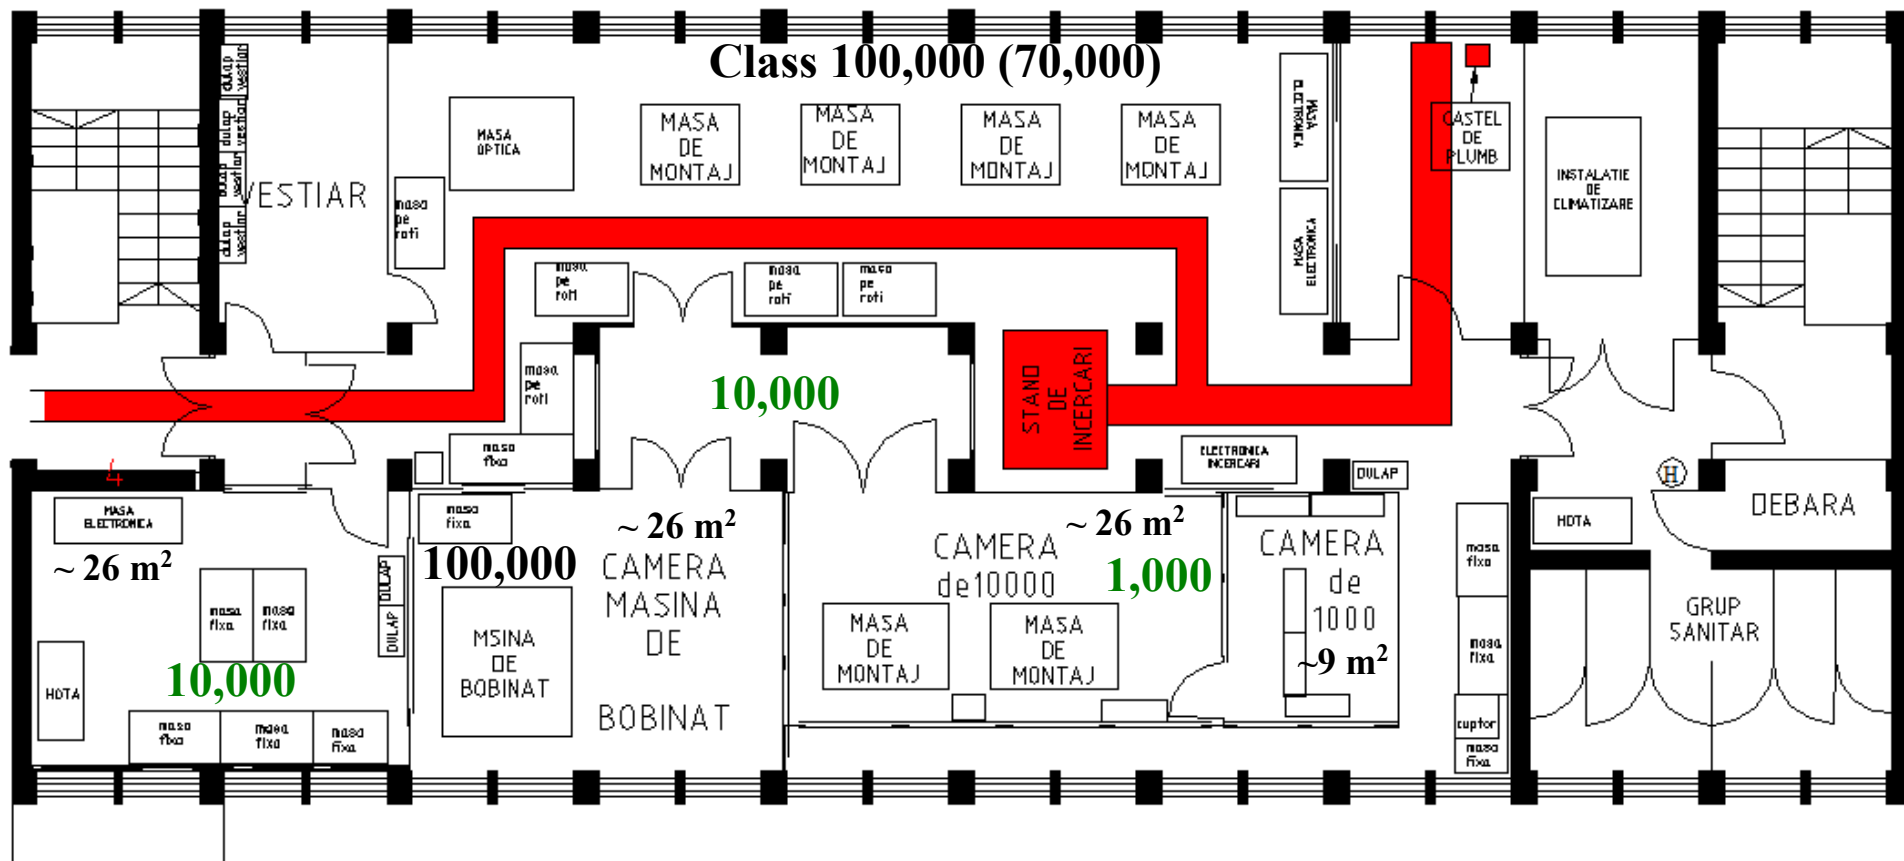 Class 100,000 (70,000)
dulap
vestiar
dulap
vestiar
dulap
vestiar
dulap
vestiar
VESTIAR
masa
pe
roti
MASA
OPTICA
MASA
DE
MONTAJ
MASA
DE
MONTAJ
MASA
DE
MONTAJ
MASA
DE
MONTAJ
MASA
ELECTRONICA
MASA
ELECTRONICA
CASTEL
DE
PLUMB
INSTALATIE
DE
CLIMATIZARE
masa
pe
roti
masa
pe
roti
masa
pe
roti
masa
pe
roti
10,000
STAND
DE
INCERCARI
masa
fixa
ELECTRONICA
INCERCARI
DULAP
H
DEBARA
HOTA
4
MASA
ELECTRONICA
~ 26 m²
masa
fixa
100,000
~ 26 m²
CAMERA
MASINA
DE
BOBINAT
MSINA
DE
BOBINAT
DULAP
DULAP
masa
fixa
masa
fixa
HOTA
10,000
masa
fixa
masa
fixa
masa
fixa
~ 26 m²
CAMERA
de10000
1,000
MASA
DE
MONTAJ
MASA
DE
MONTAJ
CAMERA
de
1000
~9 m²
masa
fixa
masa
fixa
cuptor
masa
fixa
GRUP
SANITAR